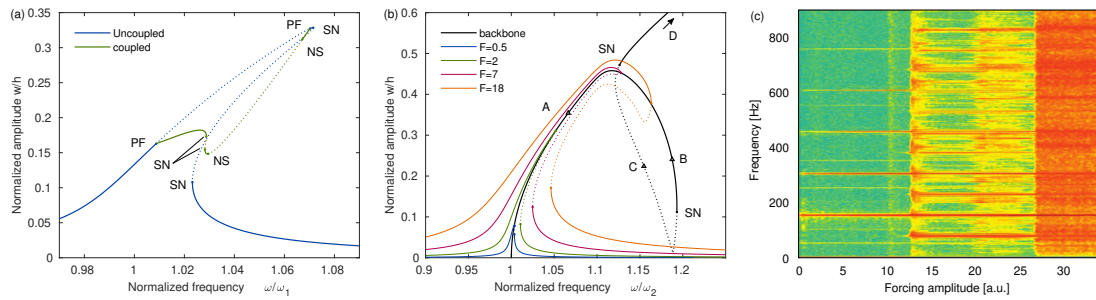 (a)
0.35
0.3
0.25
0.2
0.15
0.1
0.05
0
Normalized amplitude w/h
Uncoupled
coupled
PF
SN
NS
PF
SN
NS
SN
0.98
1
1.02
1.04
1.06
1.08
Normalized frequency ω/ω1
(b)
0.6
0.5
0.4
0.3
0.2
0.1
0
Normalized amplitude w/h
backbone
F=0.5
F=2
F=7
F=18
SN
D
A
B
C
SN
0.9
0.95
1
1.05
1.1
1.15
1.2
Normalized frequency ω/ω2
(c)
800
600
400
200
0
Frequency [Hz]
0
5
10
15
20
25
30
Forcing amplitude [a.u.]